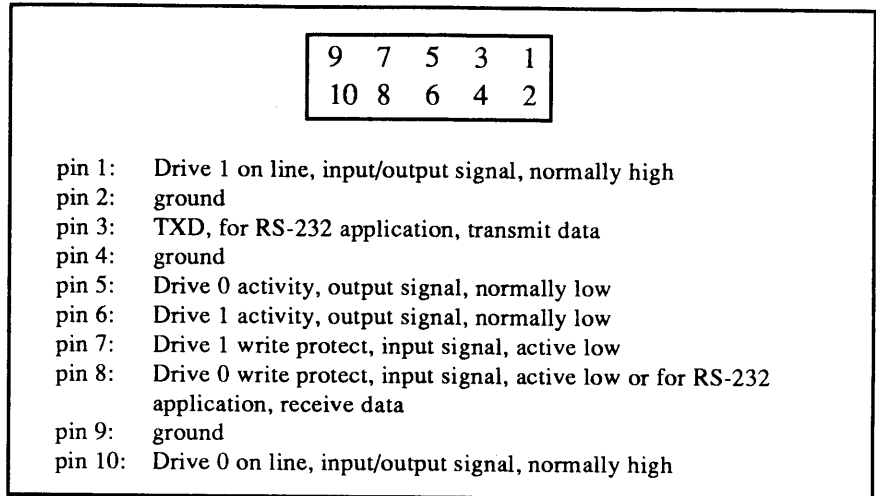 9 7 5 3 1
10 8 6 4 2
pin 1: Drive 1 on line, input/output signal, normally high
pin 2: ground
pin 3: TXD, for RS-232 application, transmit data
pin 4: ground
pin 5: Drive 0 activity, output signal, normally low
pin 6: Drive 1 activity, output signal, normally low
pin 7: Drive 1 write protect, input signal, active low
pin 8: Drive 0 write protect, input signal, active low or for RS-232
application, receive data
pin 9: ground
pin 10: Drive 0 on line, input/output signal, normally high